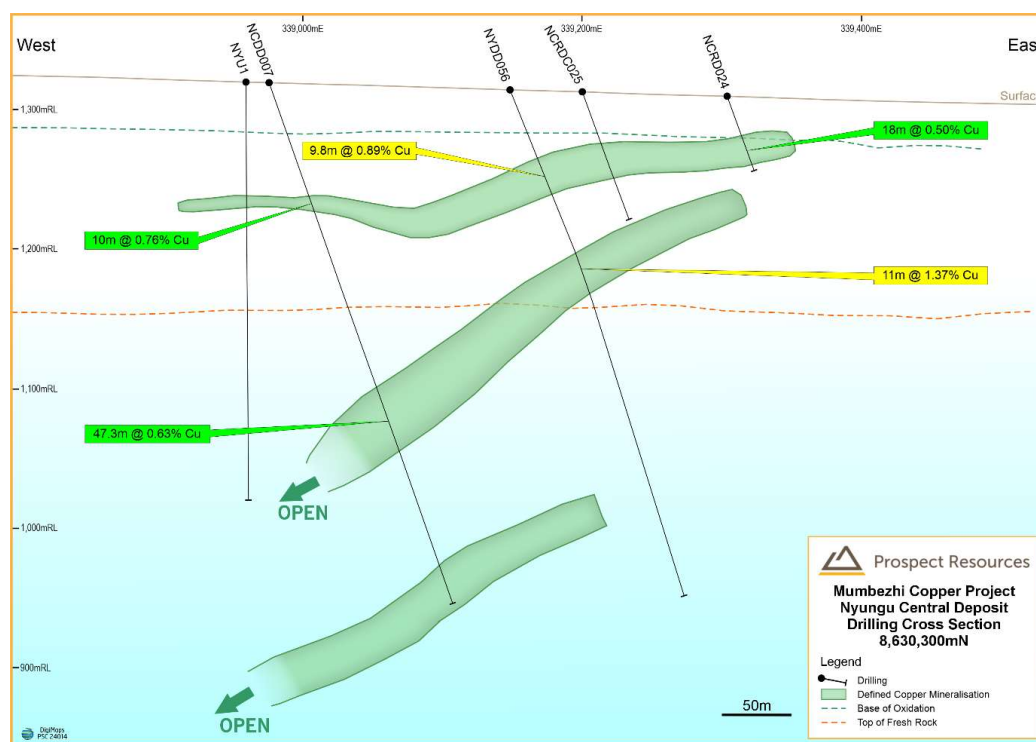 339,000mE
339,200mE
339,400mE
West
East
NYU1
NCDD007
NYDD056
NCRDC025
NCRD024
Surfac
1,300mRL
18m @ 0.50% Cu
9.8m @ 0.89% Cu
10m @ 0.76% Cu
1,200mRL
11m @ 1.37% Cu
1,100mRL
47.3m @ 0.63% Cu
OPEN
1,000mRL
Prospect Resources
Mumbezhi Copper Project
Nyungu Central Deposit
Drilling Cross Section
8,630,300mN
Legend
Drilling
Defined Copper Mineralisation
Base of Oxidation
Top of Fresh Rock
900mRL
50m
OPEN
DigiMaps
PSC 24014